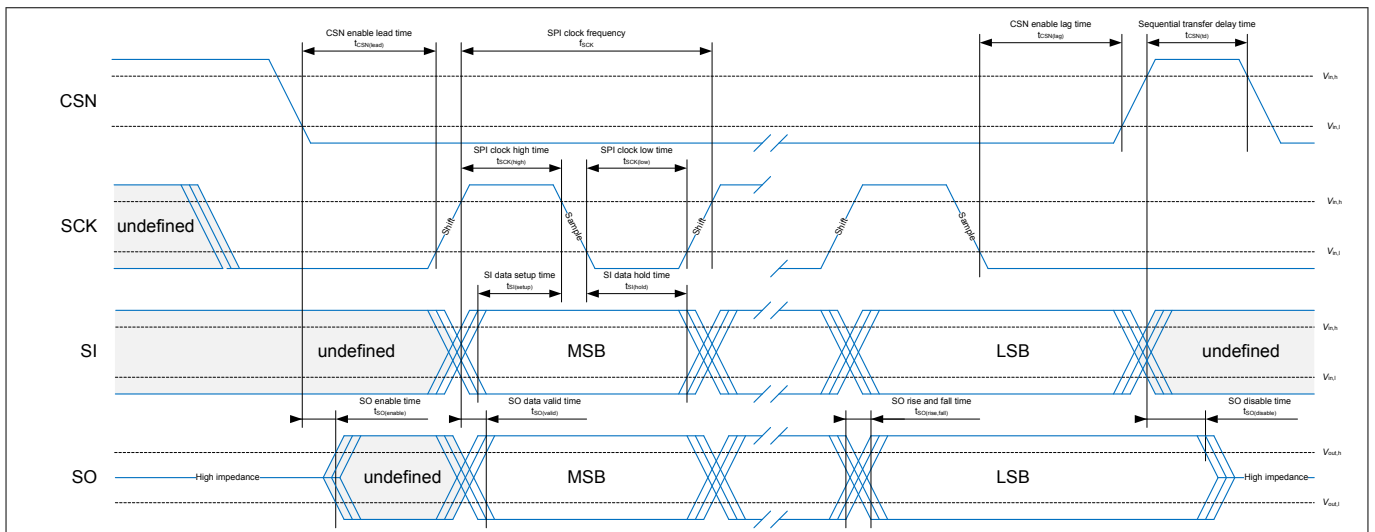 CSN enable lead time
tCSN(lead)
SPI clock frequency
fSCK
CSN enable lag time
tCSN(lag)
Sequential transfer delay time
tCSN(td)
CSN
Vin,h
Vin,l
SPI clock high time
tSCK(high)
SPI clock low time
tSCK(low)
SCK
undefined
Shift
Sample
Shift
Shift
Sample
Vin,h
Vin,l
SI data setup time
tSI(setup)
SI data hold time
tSI(hold)
SI
undefined
MSB
LSB
undefined
Vin,h
Vin,l
SO enable time
tSO(enable)
SO data valid time
tSO(valid)
SO rise and fall time
tSO(rise,fall)
SO disable time
tSO(disable)
SO
High impedance
undefined
MSB
LSB
High impedance
Vout,h
Vout,l